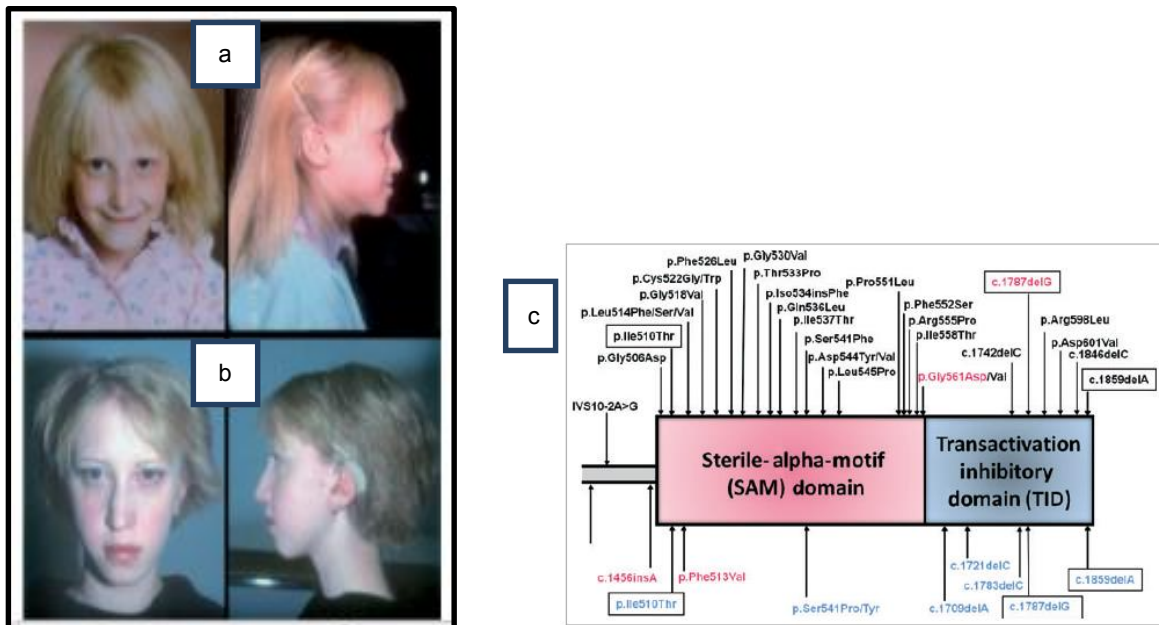 a
b
c
p.Gly530Val
p.Phe526Leu
p.Thr533Pro
p.Cys522Gly/Trp
p.Iso534insPhe
p.Gly518Val
p.Gln536Leu
p.Leu514Phe/Ser/Val
p.Ile537Thr
p.Ile510Thr
p.Ser541Phe
p.Gly506Asp
p.Asp544Tyr/Val
p.Leu545Pro
p.Pro551Leu
p.Phe552Ser
p.Arg555Pro
p.Ile558Thr
p.Gly561Asp/Val
c.1742delC
c.1787delG
p.Arg598Leu
p.Asp601Val
c.1846delC
c.1859delA
IVS10-2A>G
Sterile-alpha-motif
(SAM) domain
Transactivation
inhibitory
domain (TID)
c.1456insA
p.Phe513Val
p.Ile510Thr
p.Ser541Pro/Tyr
c.1721delC
c.1783delC
c.1709delA
c.1787delG
c.1859delA